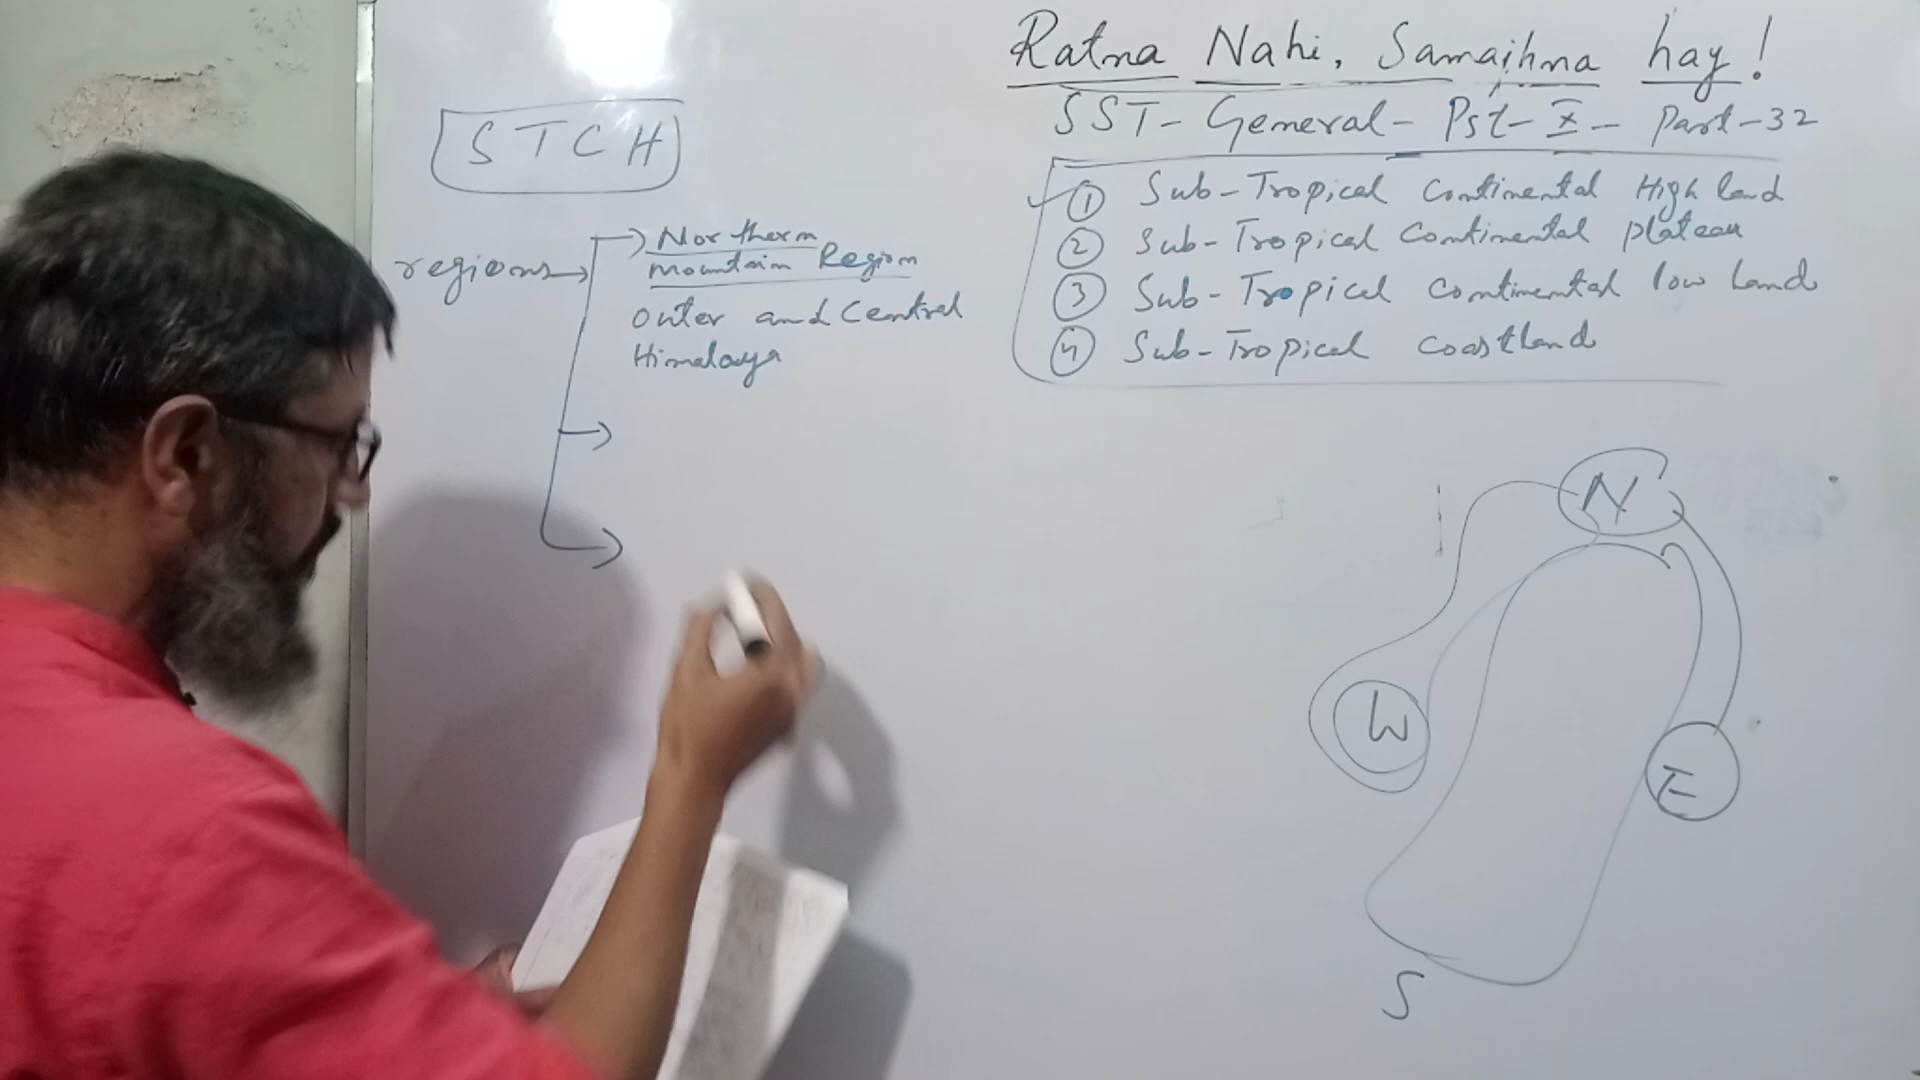 Ratna Nahi, Samajhna hay!
SST- General- Pst- X- Part-32
① Sub-Tropical Continental High land
② Sub-Tropical Continental plateau
③ Sub-Tropical Continental low land
④ Sub-Tropical coastland
STCH
regions
Northern
mountain Region
outer and Central
Himalaya
N
W
E
S